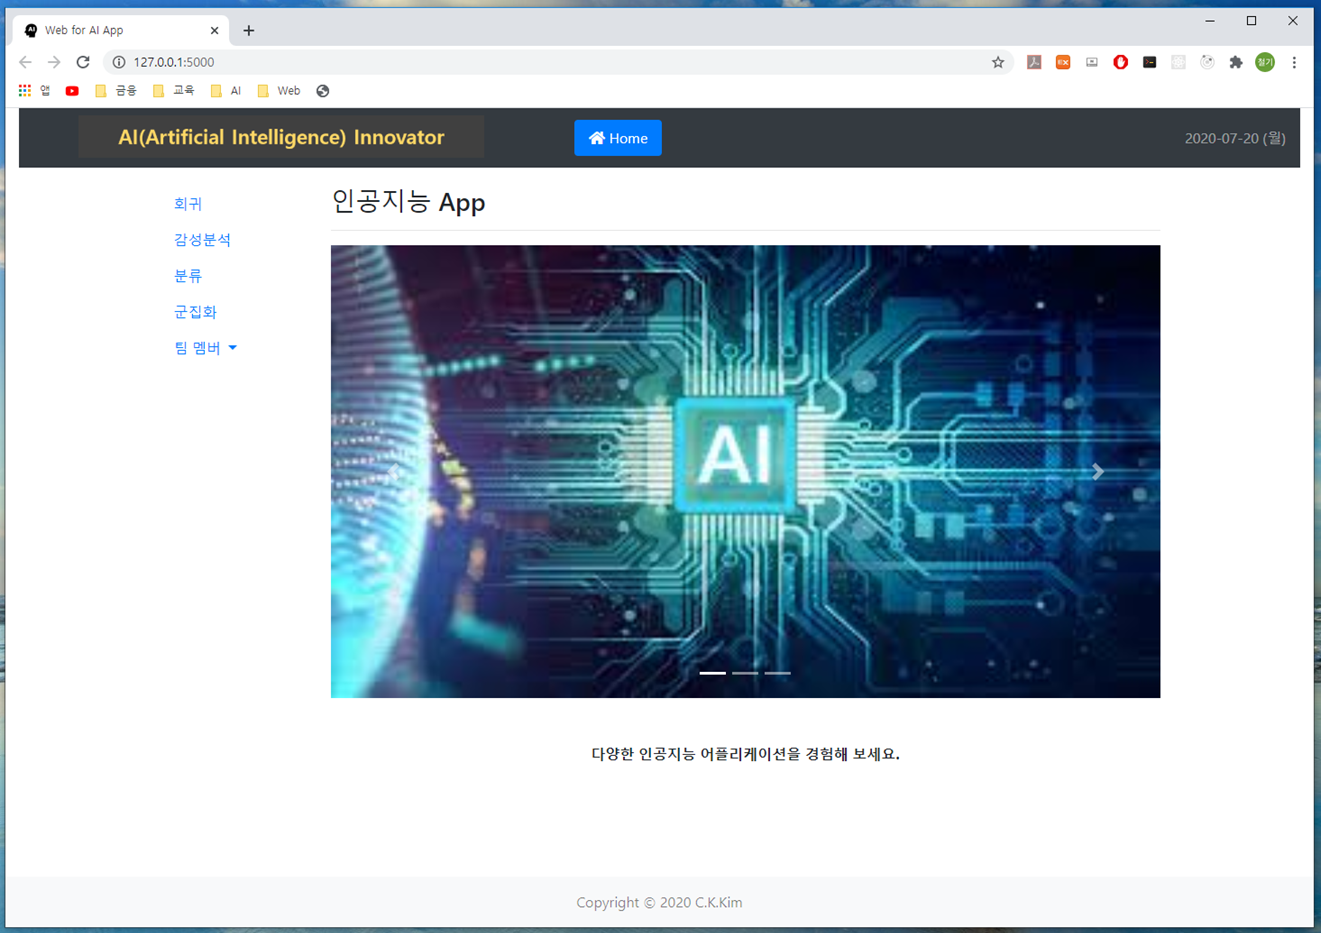 Web for AI App
127.0.0.1:5000
앱 금융 교육 AI Web
AI(Artificial Intelligence) Innovator
Home
2020-07-20 (월)
회귀
감성분석
분류
군집화
팀 멤버
인공지능 App
AI
다양한 인공지능 어플리케이션을 경험해 보세요.
Copyright © 2020 C.K.Kim